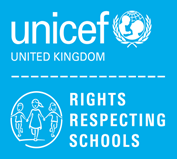 unicef
UNITED KINGDOM
RIGHTS
RESPECTING
SCHOOLS